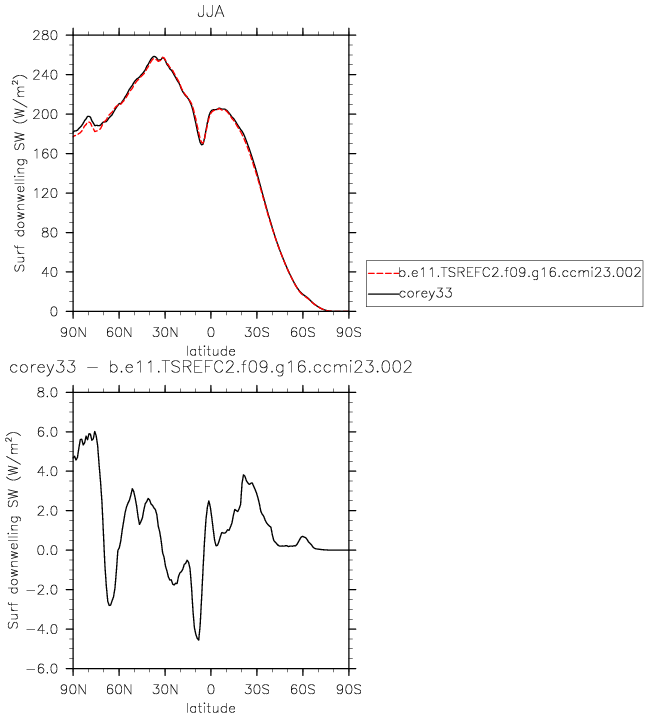 JJA
280
240
200
160
120
80
40
0
Surf downwelling SW (W/m²)
90N 60N 30N 0 30S 60S 90S
latitude
b.e11.TSREFC2.f09.g16.ccmi23.002
corey33
corey33 − b.e11.TSREFC2.f09.g16.ccmi23.002
8.0
6.0
4.0
2.0
0.0
−2.0
−4.0
−6.0
Surf downwelling SW (W/m²)
90N 60N 30N 0 30S 60S 90S
latitude